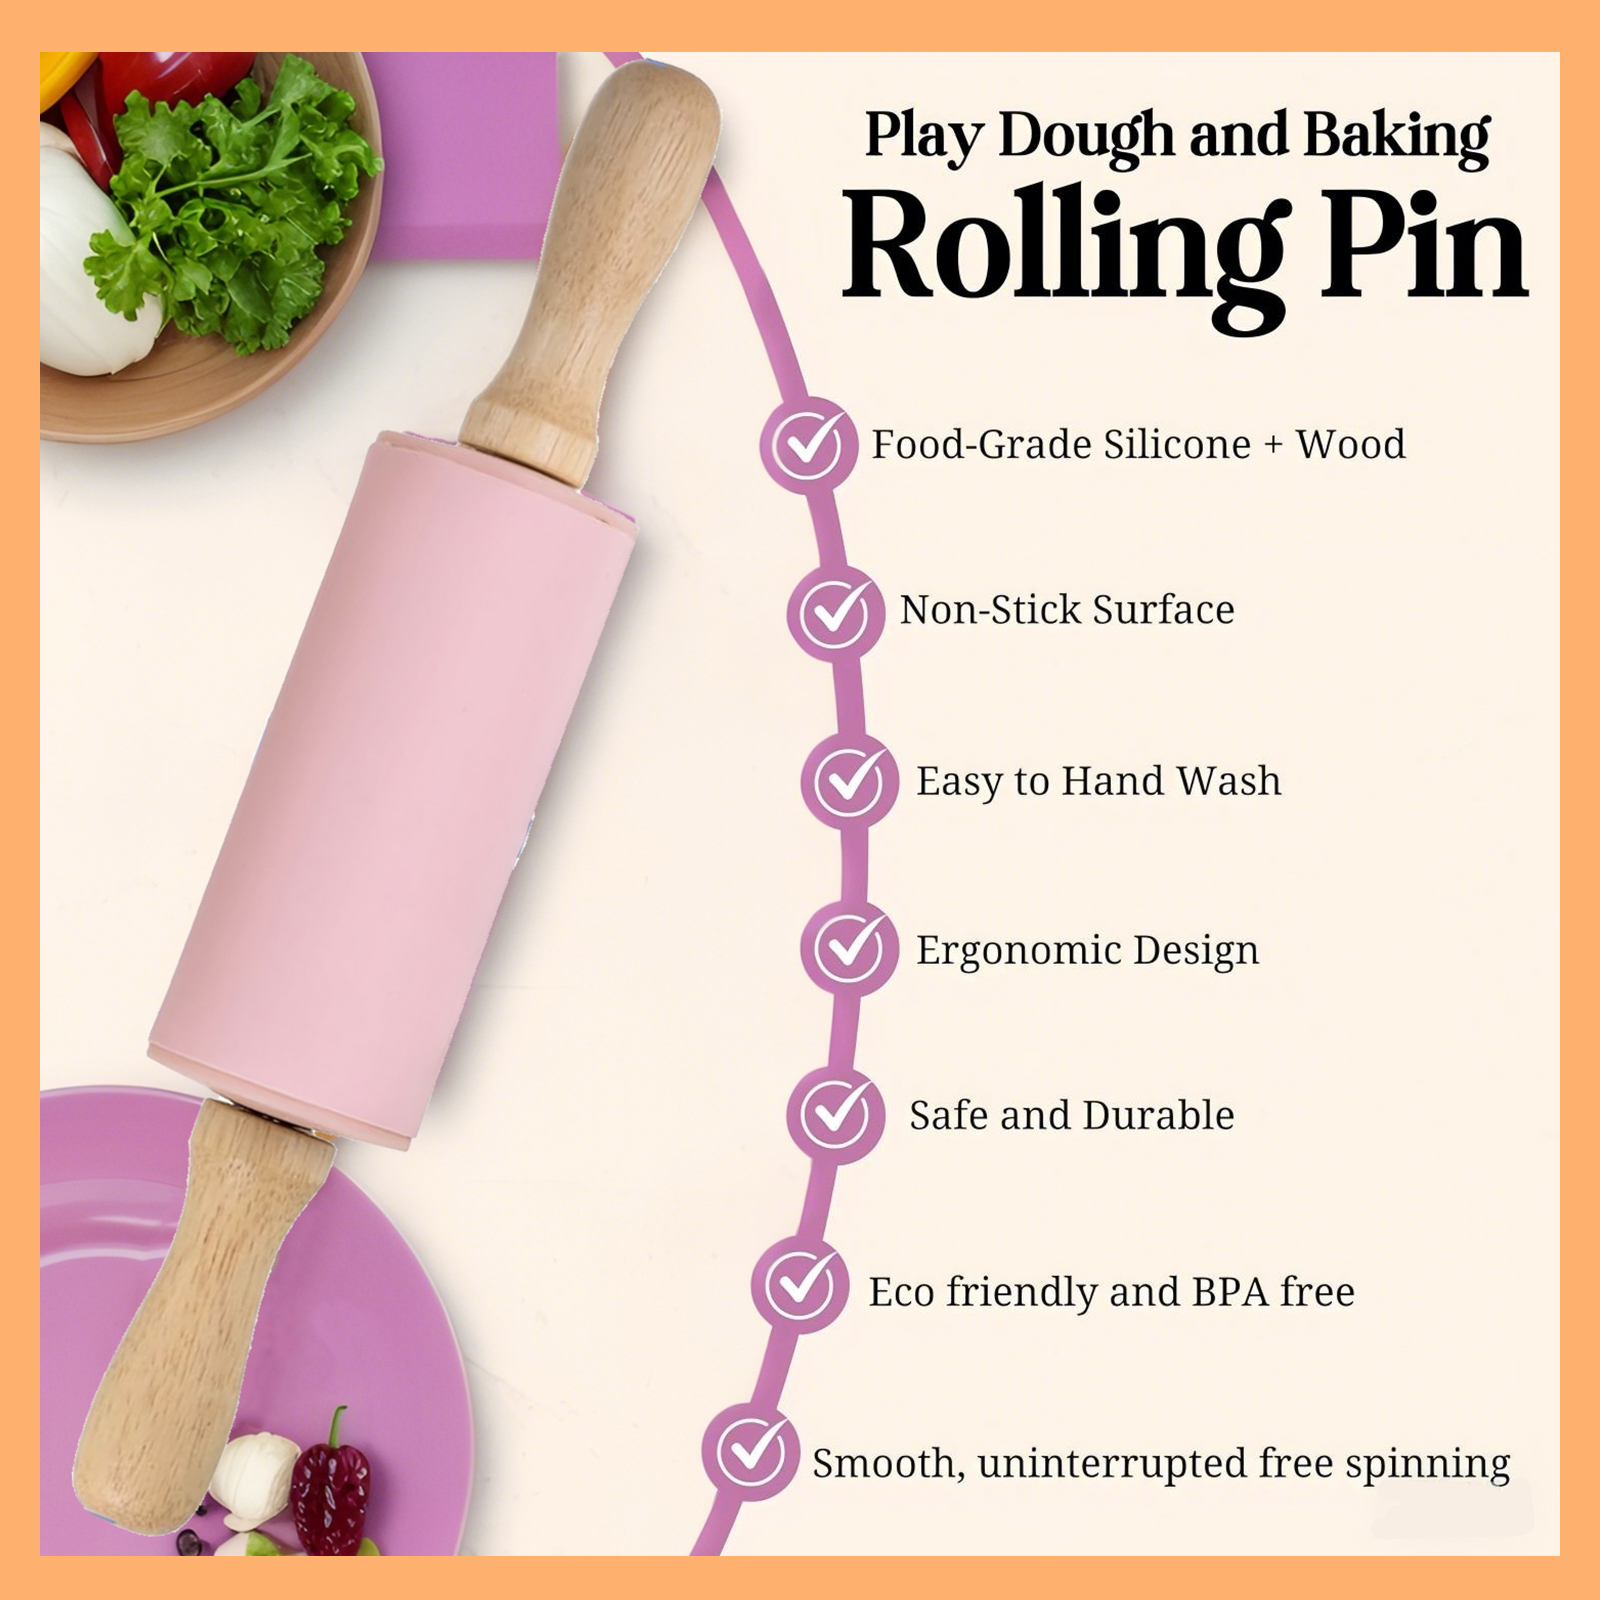 Play Dough and Baking
Rolling Pin
Food-Grade Silicone + Wood
Non-Stick Surface
Easy to Hand Wash
Ergonomic Design
Safe and Durable
Eco friendly and BPA free
Smooth, uninterrupted free spinning